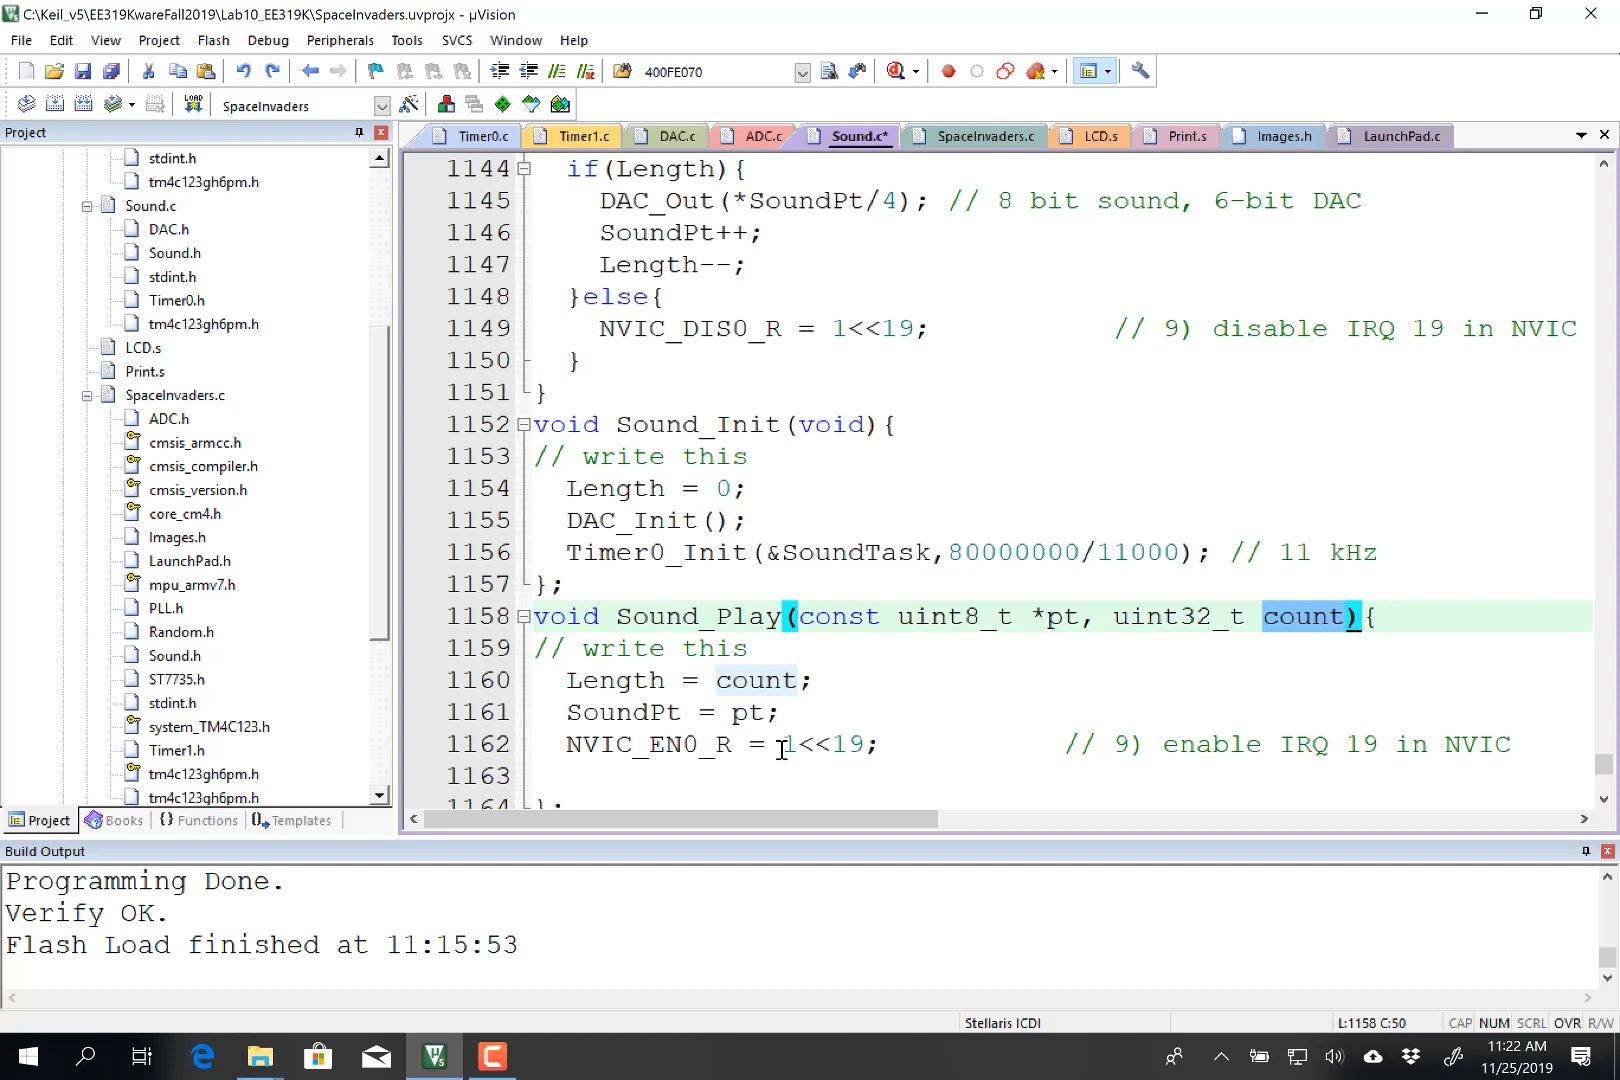 C:\Keil_v5\EE319KwareFall2019\Lab10_EE319K\SpaceInvaders.uvprojx - µVision
File Edit View Project Flash Debug Peripherals Tools SVCS Window Help
400FE070
LOAD SpaceInvaders
Project
Timer0.c Timer1.c DAC.c ADC.c Sound.c* SpaceInvaders.c LCD.s Print.s Images.h LaunchPad.c
stdint.h
tm4c123gh6pm.h
Sound.c
DAC.h
Sound.h
stdint.h
Timer0.h
tm4c123gh6pm.h
LCD.s
Print.s
SpaceInvaders.c
ADC.h
cmsis_armcc.h
cmsis_compiler.h
cmsis_version.h
core_cm4.h
Images.h
LaunchPad.h
mpu_armv7.h
PLL.h
Random.h
Sound.h
ST7735.h
stdint.h
system_TM4C123.h
Timer1.h
tm4c123gh6pm.h
tm4c123gh6pm.h
Project Books Functions Templates
1144 if(Length){
1145 DAC_Out(*SoundPt/4); // 8 bit sound, 6-bit DAC
1146 SoundPt++;
1147 Length--;
1148 }else{
1149 NVIC_DIS0_R = 1<<19; // 9) disable IRQ 19 in NVIC
1150 }
1151 }
1152 void Sound_Init(void){
1153 // write this
1154 Length = 0;
1155 DAC_Init();
1156 Timer0_Init(&SoundTask,80000000/11000); // 11 kHz
1157 };
1158 void Sound_Play(const uint8_t *pt, uint32_t count){
1159 // write this
1160 Length = count;
1161 SoundPt = pt;
1162 NVIC_EN0_R = 1<<19; // 9) enable IRQ 19 in NVIC
1163
1164 };
Build Output
Programming Done.
Verify OK.
Flash Load finished at 11:15:53
Stellaris ICDI L:1158 C:50 CAP NUM SCRL OVR R/W
11:22 AM
11/25/2019